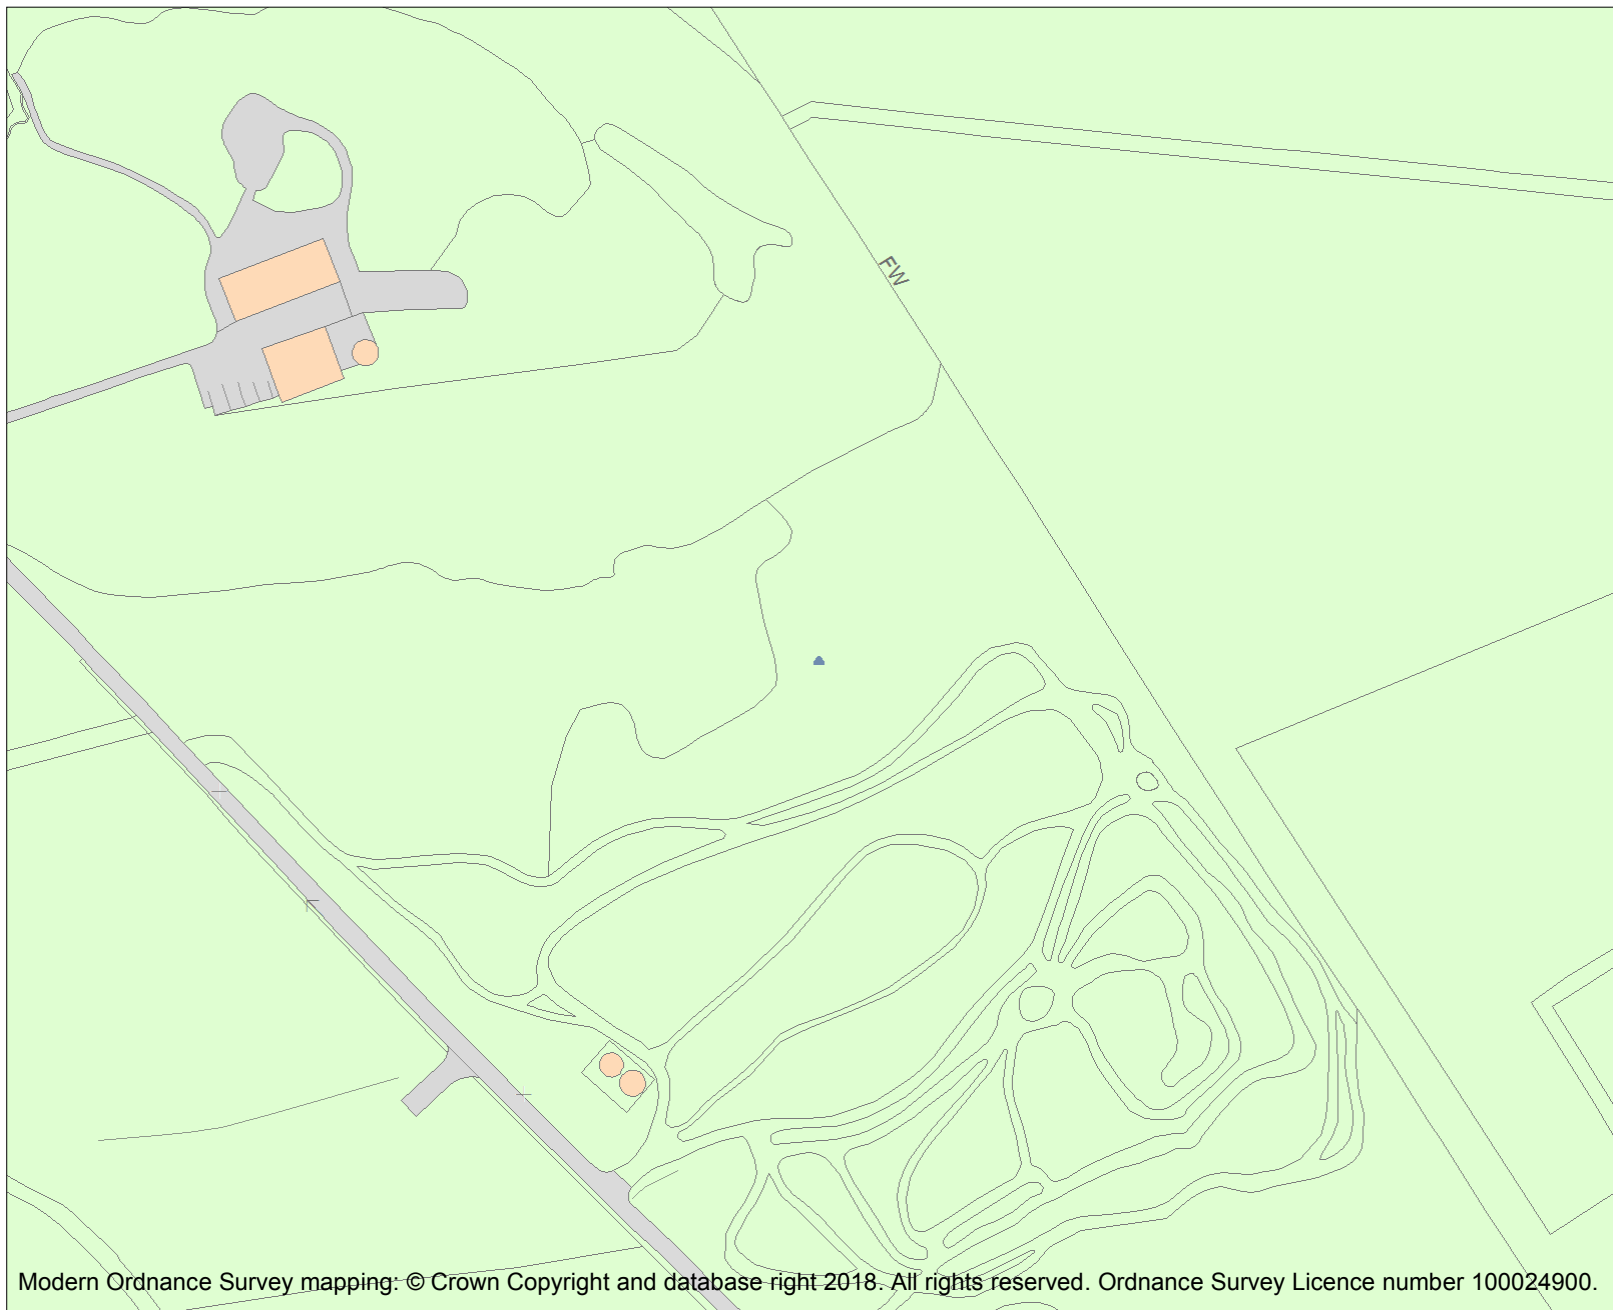 FW
Modern Ordnance Survey mapping: © Crown Copyright and database right 2018. All rights reserved. Ordnance Survey Licence number 100024900.